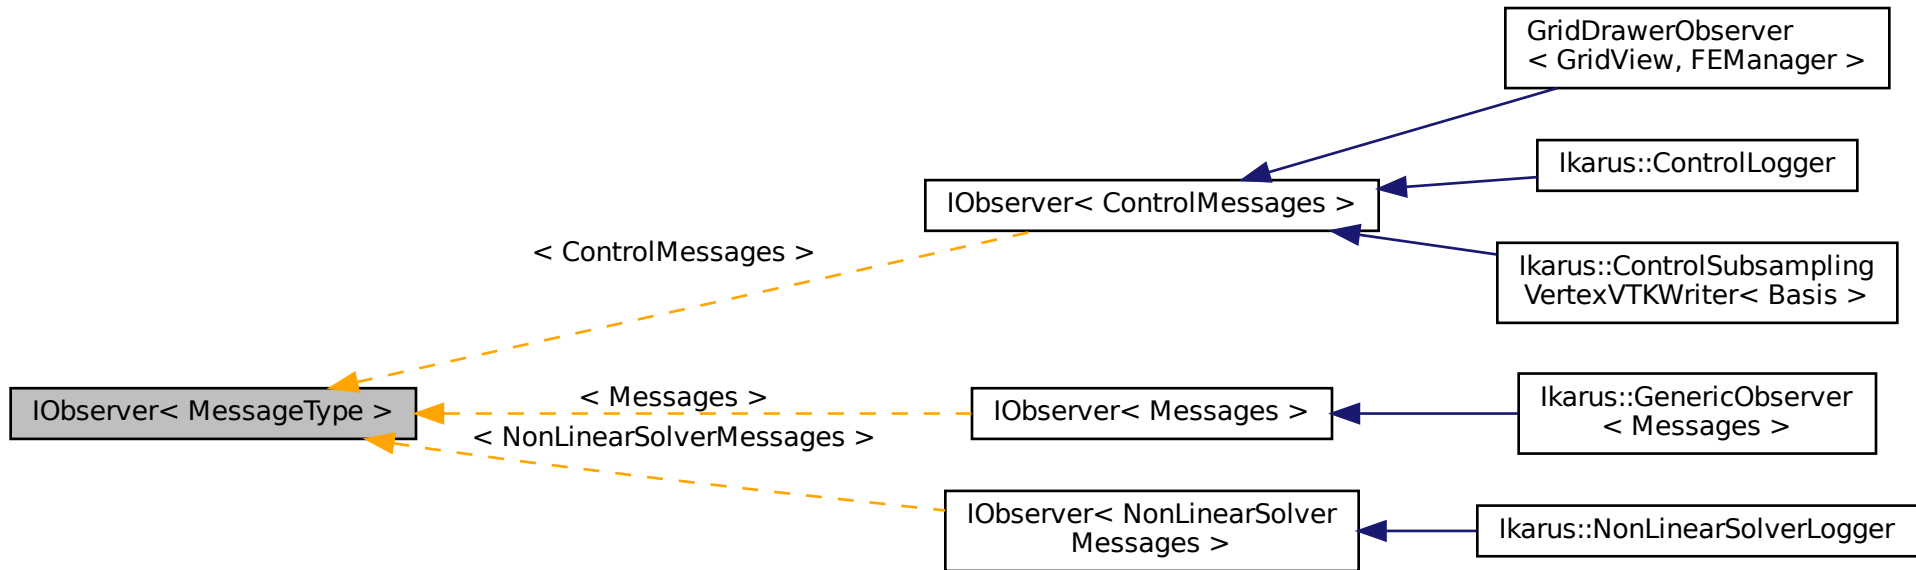 GridDrawerObserver
< GridView, FEManager >
Ikarus::ControlLogger
IObserver< ControlMessages >
< ControlMessages >
Ikarus::ControlSubsampling
VertexVTKWriter< Basis >
IObserver< MessageType >
< Messages >
IObserver< Messages >
Ikarus::GenericObserver
< Messages >
< NonLinearSolverMessages >
IObserver< NonLinearSolver
Messages >
Ikarus::NonLinearSolverLogger